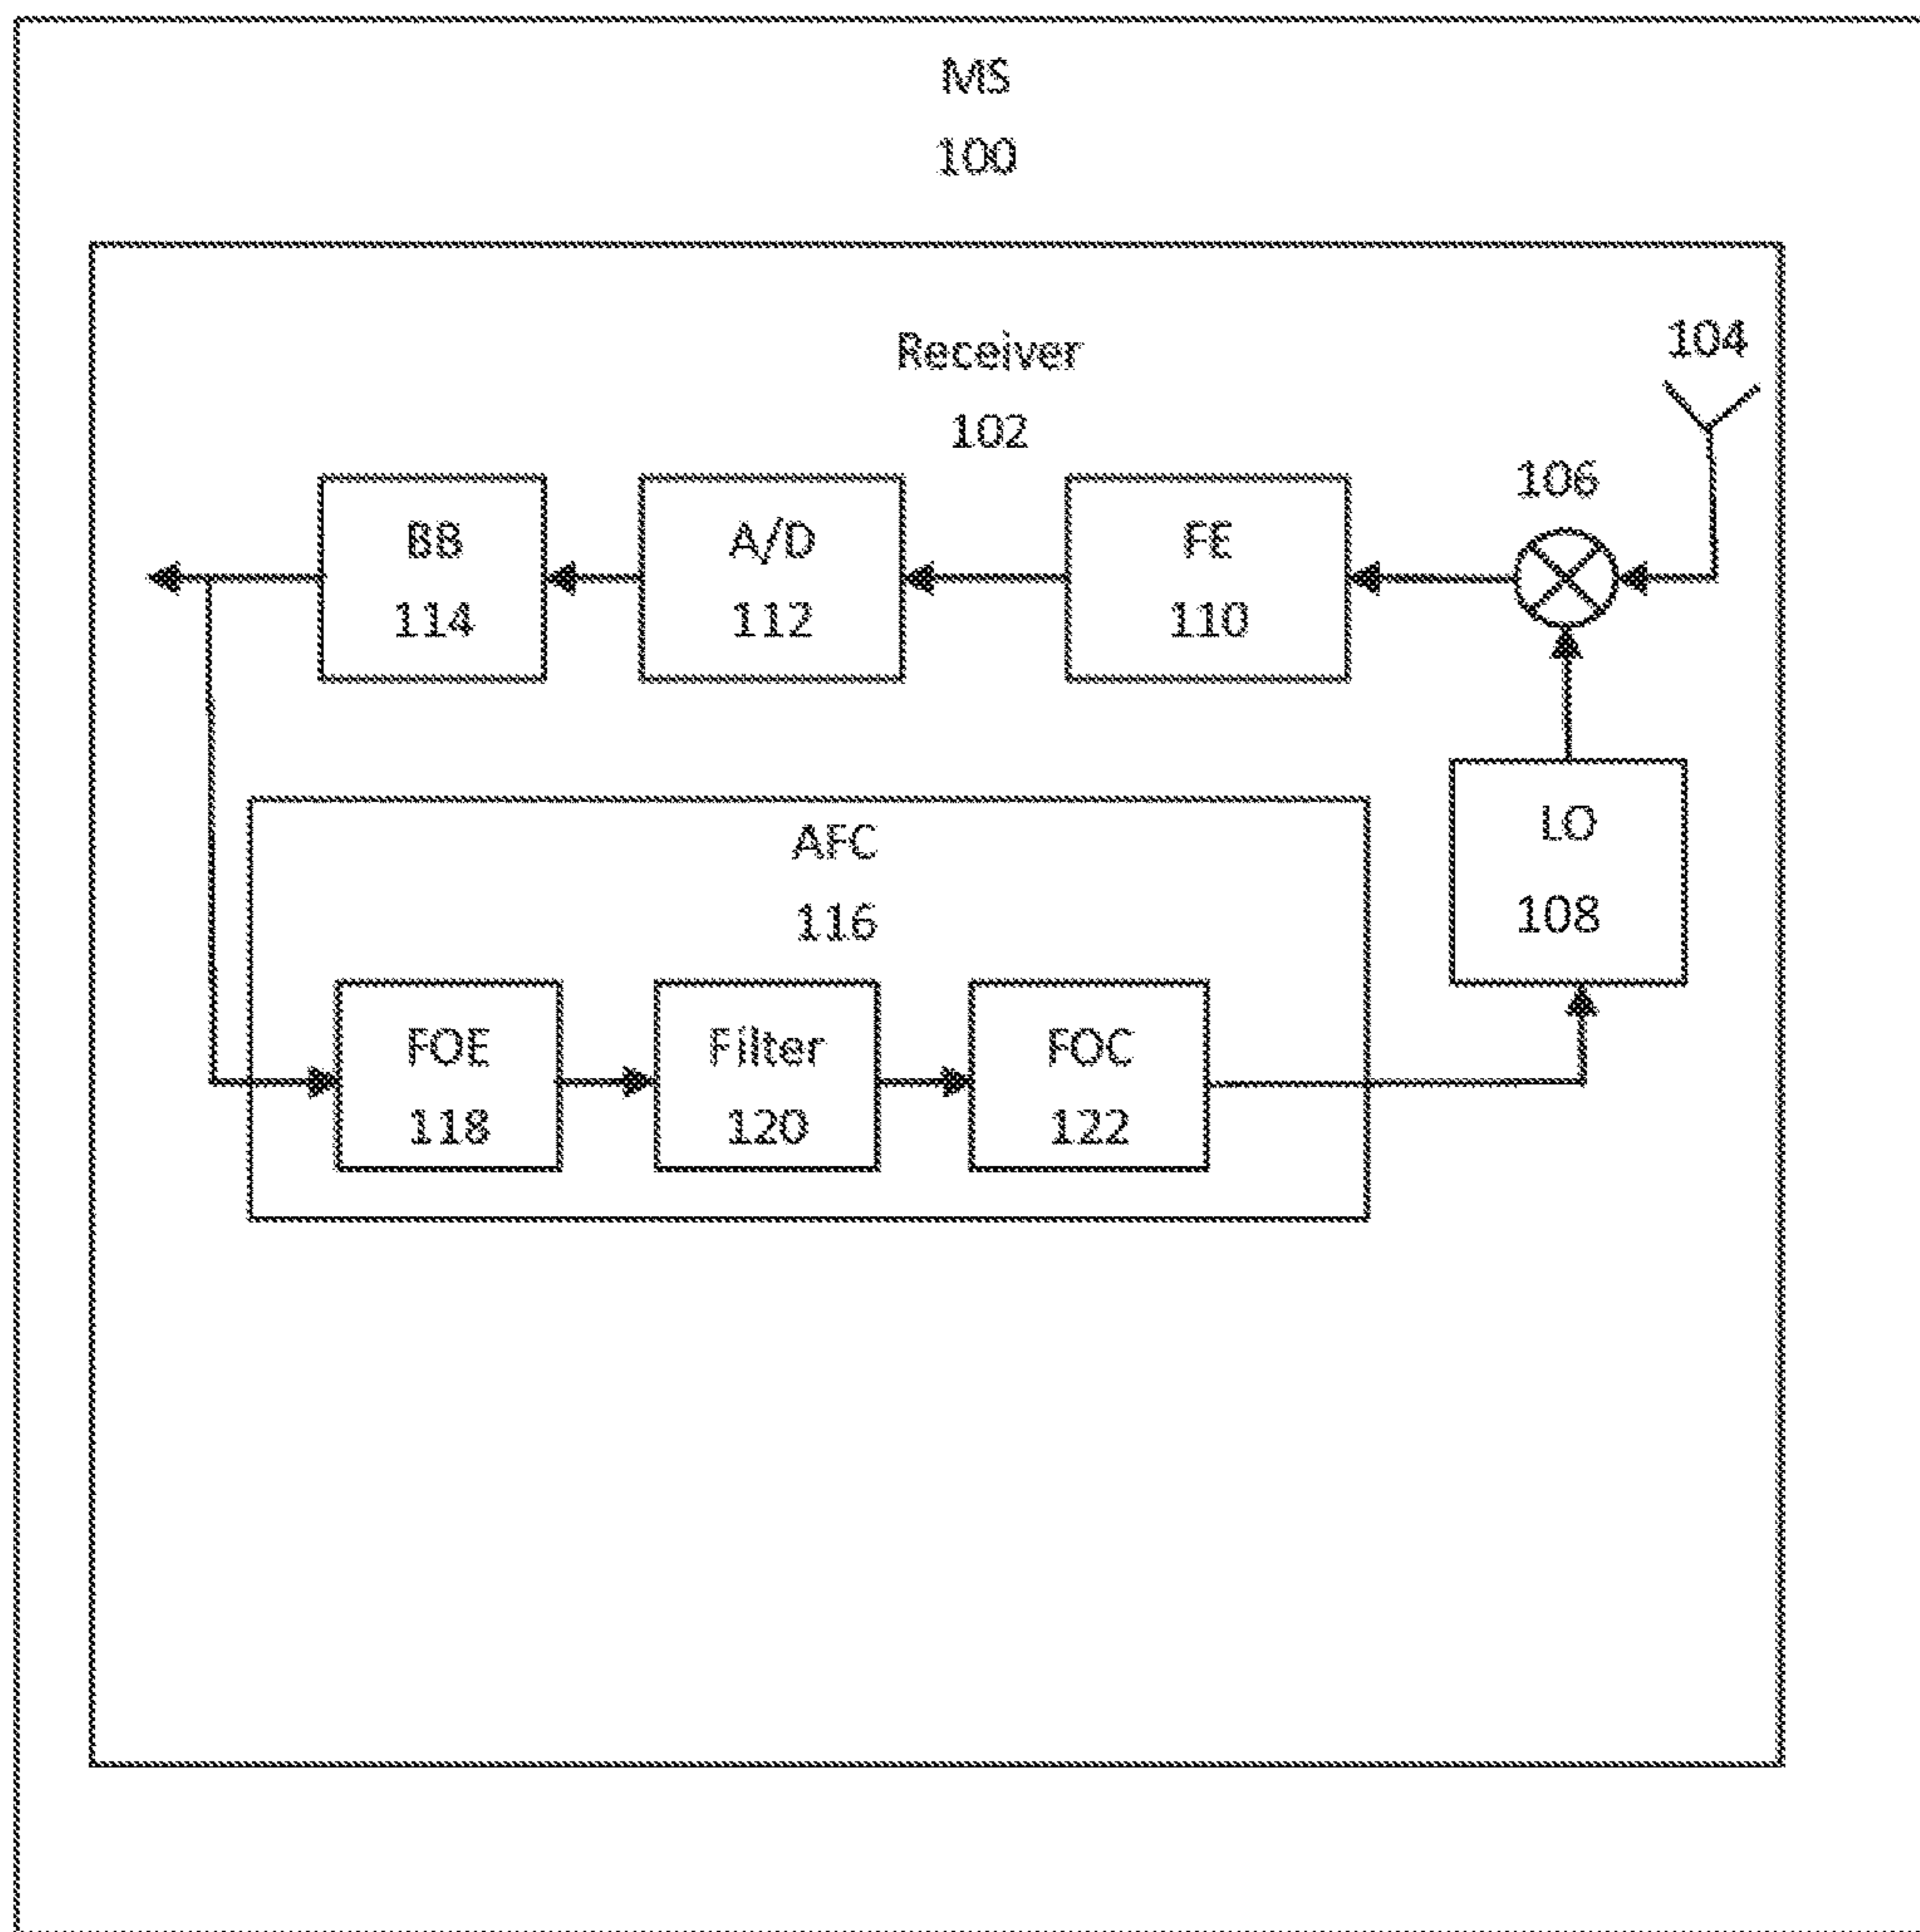 MS
100
Receiver
102
104
106
BB
114
A/D
112
FE
110
LO
108
AFC
116
FOE
118
Filter
120
FOC
122